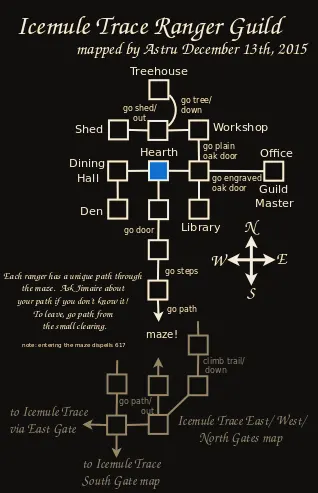 Icemule Trace Ranger Guild
mapped by Astru December 13th, 2015
Treehouse
go shed/
out
go tree/
down
Shed
Workshop
Hearth
go plain
oak door
Office
Dining
Hall
go engraved
oak door
Guild
Master
Den
Library
go door
N
W
E
S
go steps
Each ranger has a unique path through
the maze. Ask Jimaire about
your path if you don't know it!
To leave, go path from
the small clearing.
go path
maze!
note: entering the maze dispells 617
climb trail/
down
go path/
out
to Icemule Trace
via East Gate
Icemule Trace East/ West/
North Gates map
to Icemule Trace
South Gate map